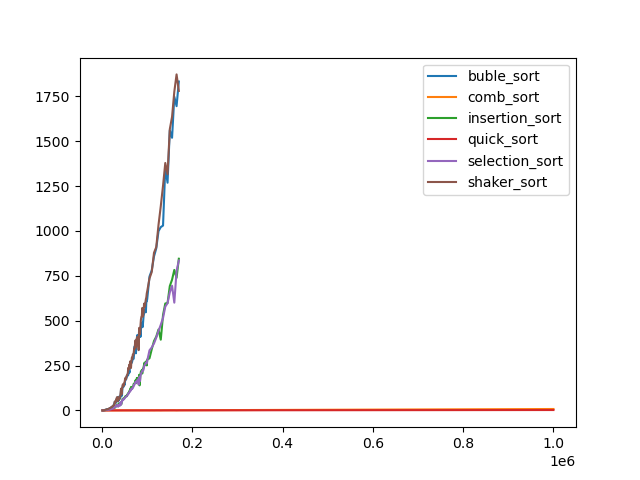 1750
1500
1250
1000
750
500
250
0
0.0 0.2 0.4 0.6 0.8 1.0
1e6
buble_sort
comb_sort
insertion_sort
quick_sort
selection_sort
shaker_sort